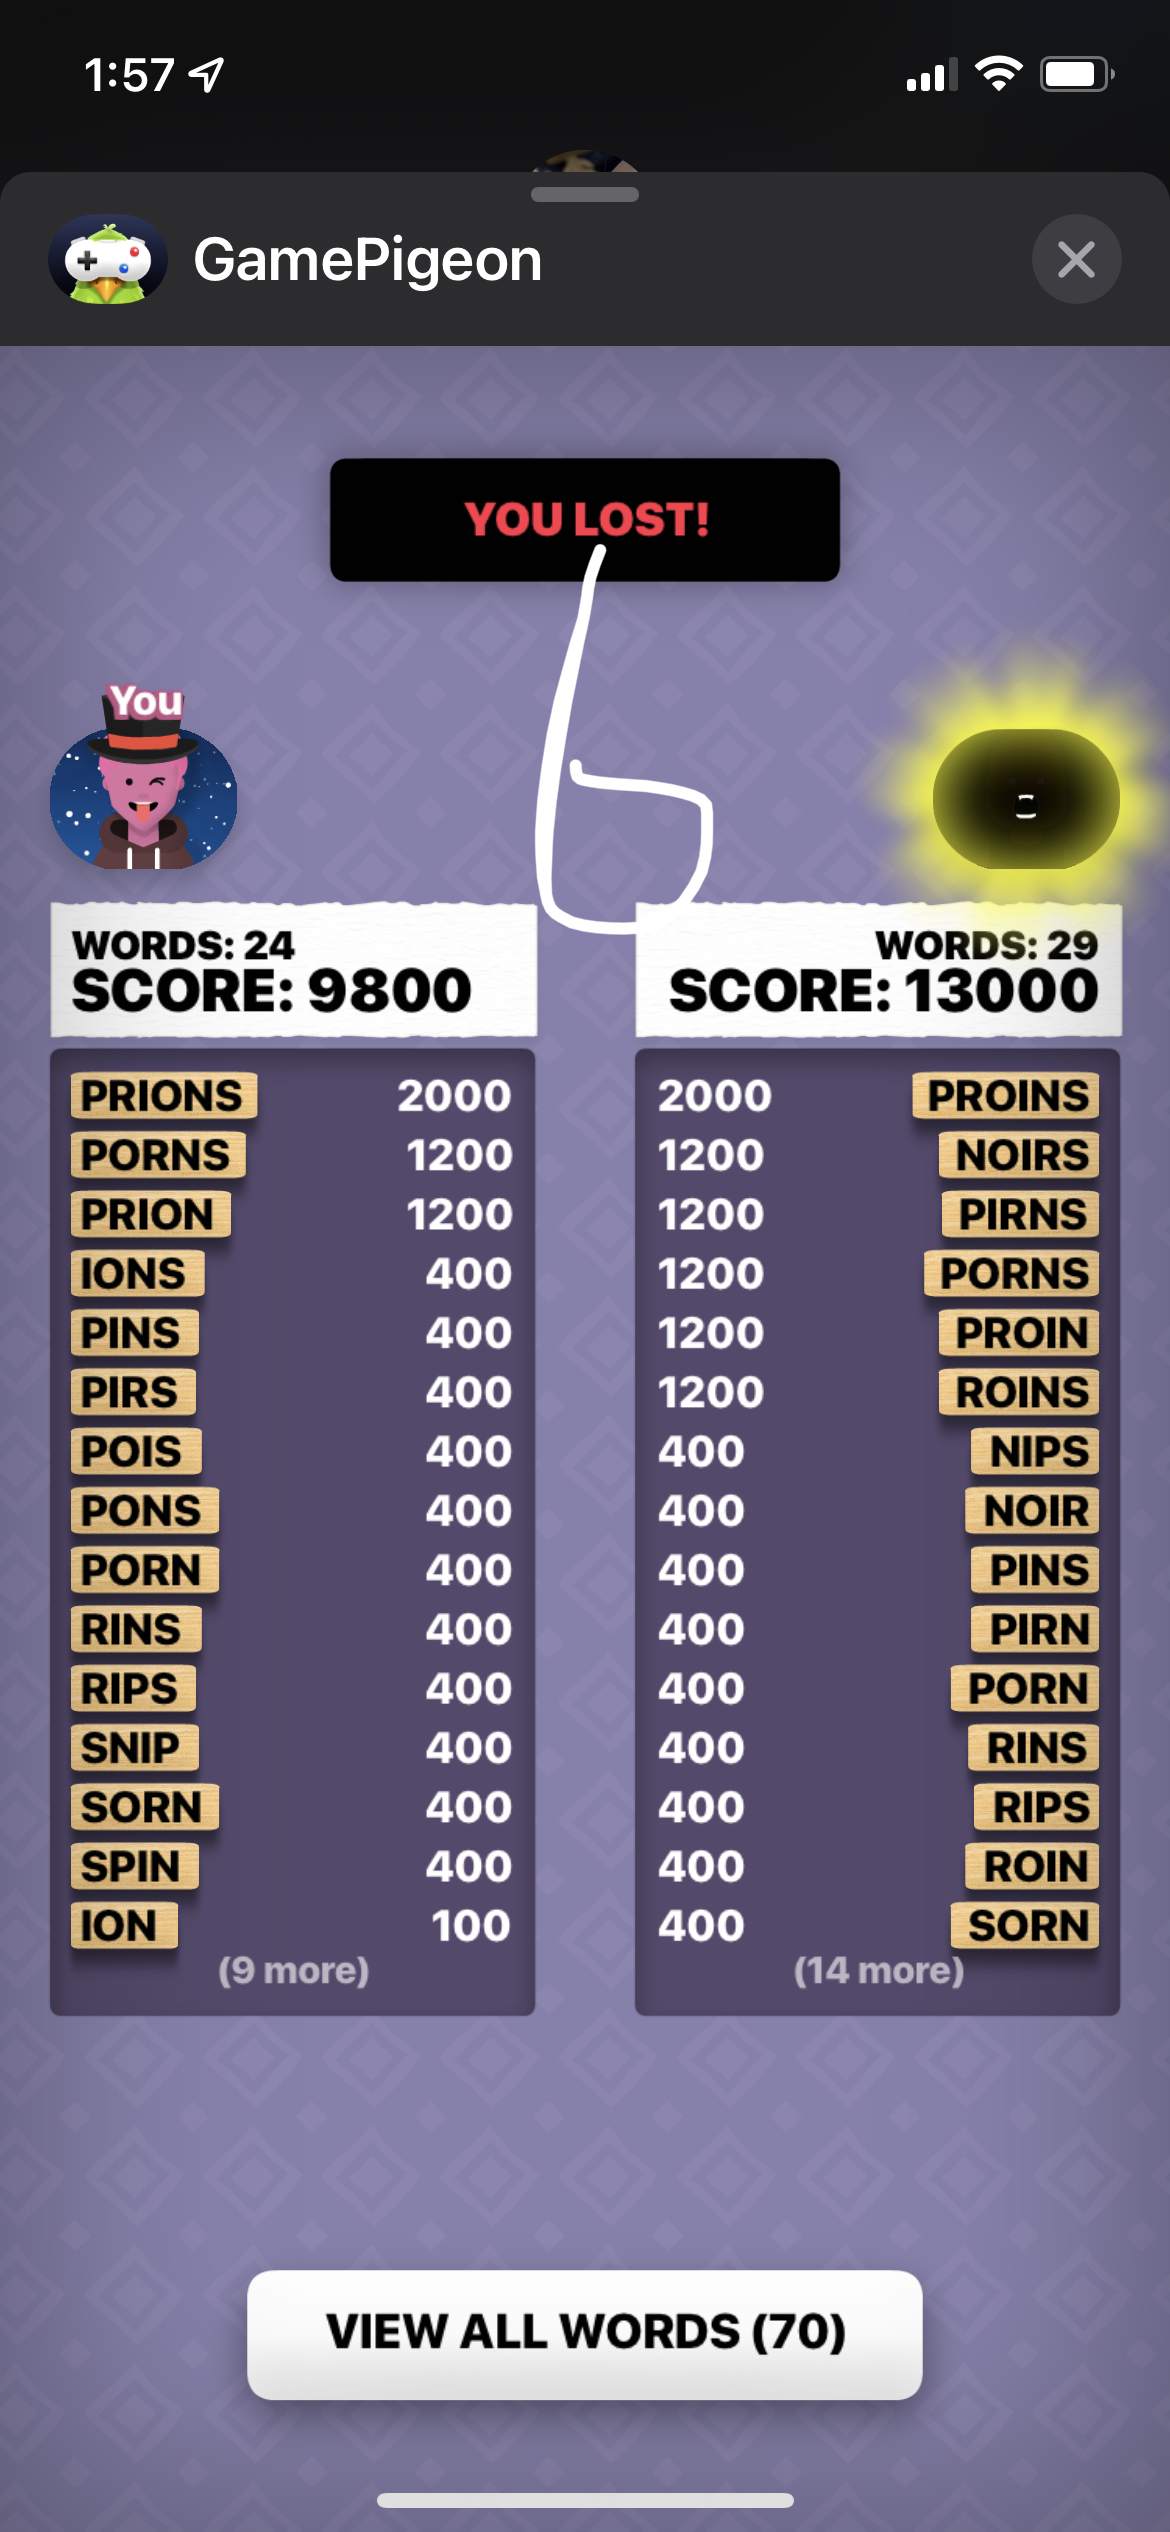 1:57
GamePigeon
YOU LOST!
6
You
WORDS: 24
SCORE: 9800
WORDS: 29
SCORE: 13000
PRIONS 2000
PORNS 1200
PRION 1200
IONS 400
PINS 400
PIRS 400
POIS 400
PONS 400
PORN 400
RINS 400
RIPS 400
SNIP 400
SORN 400
SPIN 400
ION 100
(9 more)
2000 PROINS
1200 NOIRS
1200 PIRNS
1200 PORNS
1200 PROIN
1200 ROINS
400 NIPS
400 NOIR
400 PINS
400 PIRN
400 PORN
400 RINS
400 RIPS
400 ROIN
400 SORN
(14 more)
VIEW ALL WORDS (70)